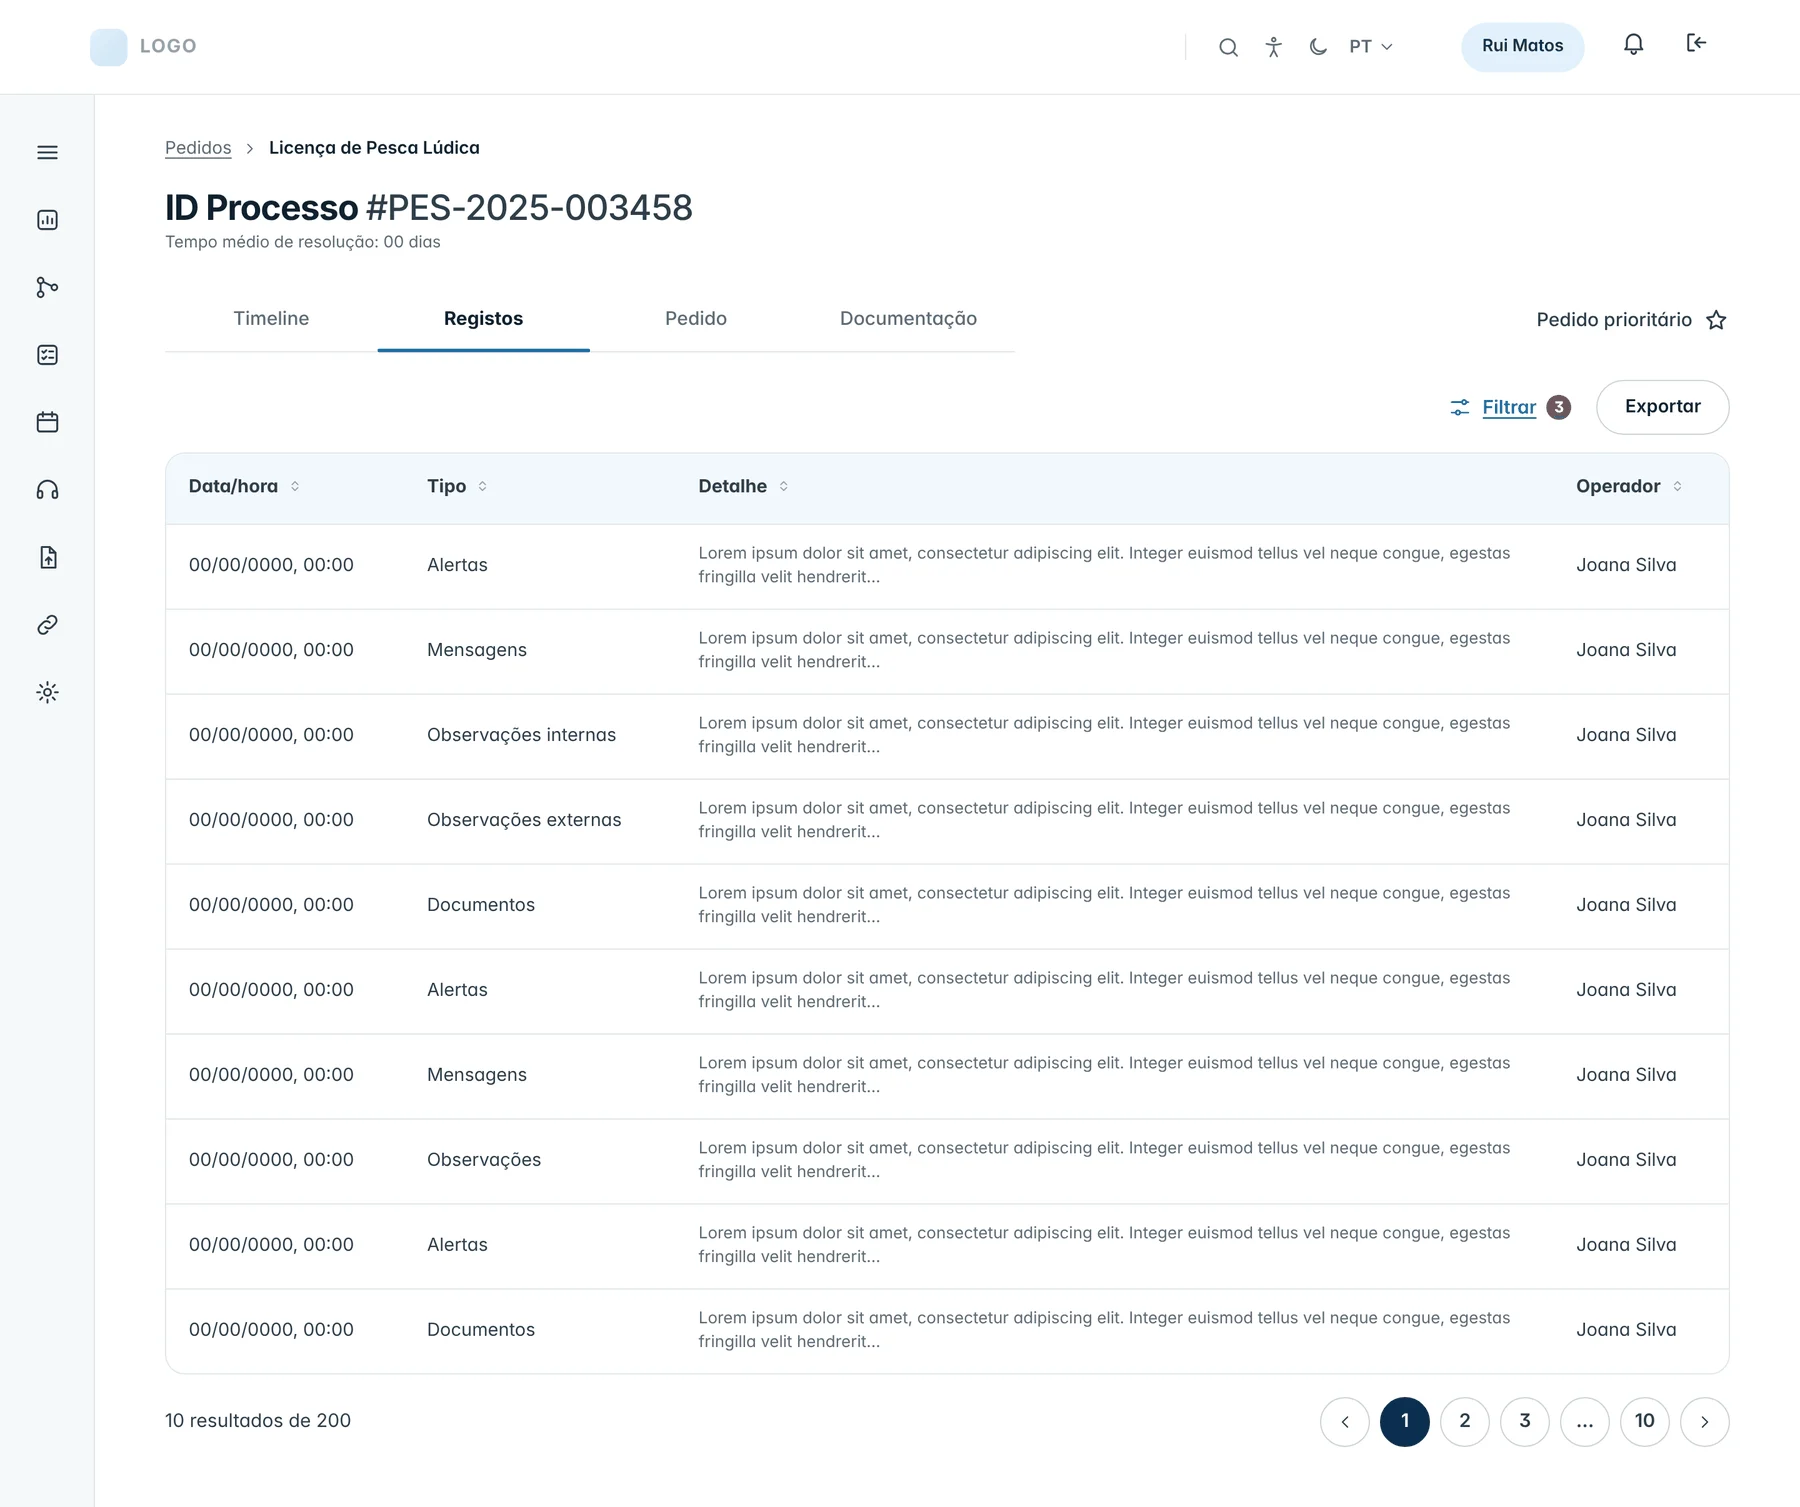 LOGO
PT
Rui Matos
Pedidos > Licença de Pesca Lúdica
ID Processo #PES-2025-003458
Tempo médio de resolução: 00 dias
Timeline Registos Pedido Documentação
Pedido prioritário
Filtrar 3 Exportar
Data/hora Tipo Detalhe Operador
00/00/0000, 00:00 Alertas Lorem ipsum dolor sit amet, consectetur adipiscing elit. Integer euismod tellus vel neque congue, egestas
fringilla velit hendrerit... Joana Silva
00/00/0000, 00:00 Mensagens Lorem ipsum dolor sit amet, consectetur adipiscing elit. Integer euismod tellus vel neque congue, egestas
fringilla velit hendrerit... Joana Silva
00/00/0000, 00:00 Observações internas Lorem ipsum dolor sit amet, consectetur adipiscing elit. Integer euismod tellus vel neque congue, egestas
fringilla velit hendrerit... Joana Silva
00/00/0000, 00:00 Observações externas Lorem ipsum dolor sit amet, consectetur adipiscing elit. Integer euismod tellus vel neque congue, egestas
fringilla velit hendrerit... Joana Silva
00/00/0000, 00:00 Documentos Lorem ipsum dolor sit amet, consectetur adipiscing elit. Integer euismod tellus vel neque congue, egestas
fringilla velit hendrerit... Joana Silva
00/00/0000, 00:00 Alertas Lorem ipsum dolor sit amet, consectetur adipiscing elit. Integer euismod tellus vel neque congue, egestas
fringilla velit hendrerit... Joana Silva
00/00/0000, 00:00 Mensagens Lorem ipsum dolor sit amet, consectetur adipiscing elit. Integer euismod tellus vel neque congue, egestas
fringilla velit hendrerit... Joana Silva
00/00/0000, 00:00 Observações Lorem ipsum dolor sit amet, consectetur adipiscing elit. Integer euismod tellus vel neque congue, egestas
fringilla velit hendrerit... Joana Silva
00/00/0000, 00:00 Alertas Lorem ipsum dolor sit amet, consectetur adipiscing elit. Integer euismod tellus vel neque congue, egestas
fringilla velit hendrerit... Joana Silva
00/00/0000, 00:00 Documentos Lorem ipsum dolor sit amet, consectetur adipiscing elit. Integer euismod tellus vel neque congue, egestas
fringilla velit hendrerit... Joana Silva
10 resultados de 200
1 2 3 ... 10